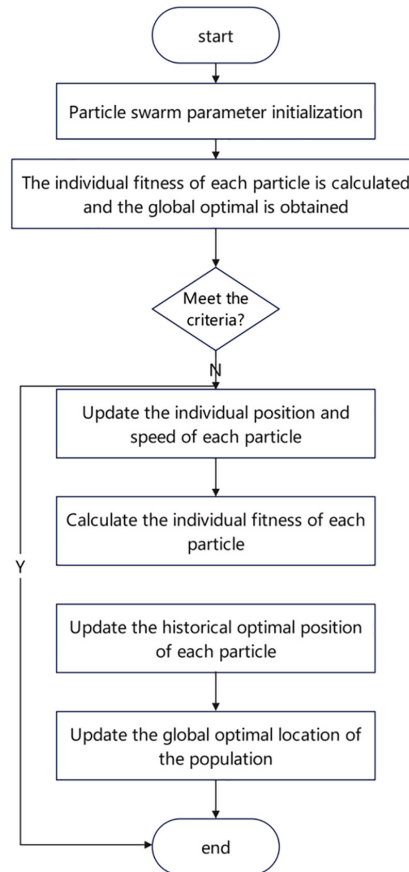 start
Particle swarm parameter initialization
The individual fitness of each particle is calculated
and the global optimal is obtained
Meet the
criteria?
N
Update the individual position and
speed of each particle
Calculate the individual fitness of each
particle
Y
Update the historical optimal position
of each particle
Update the global optimal location of
the population
end